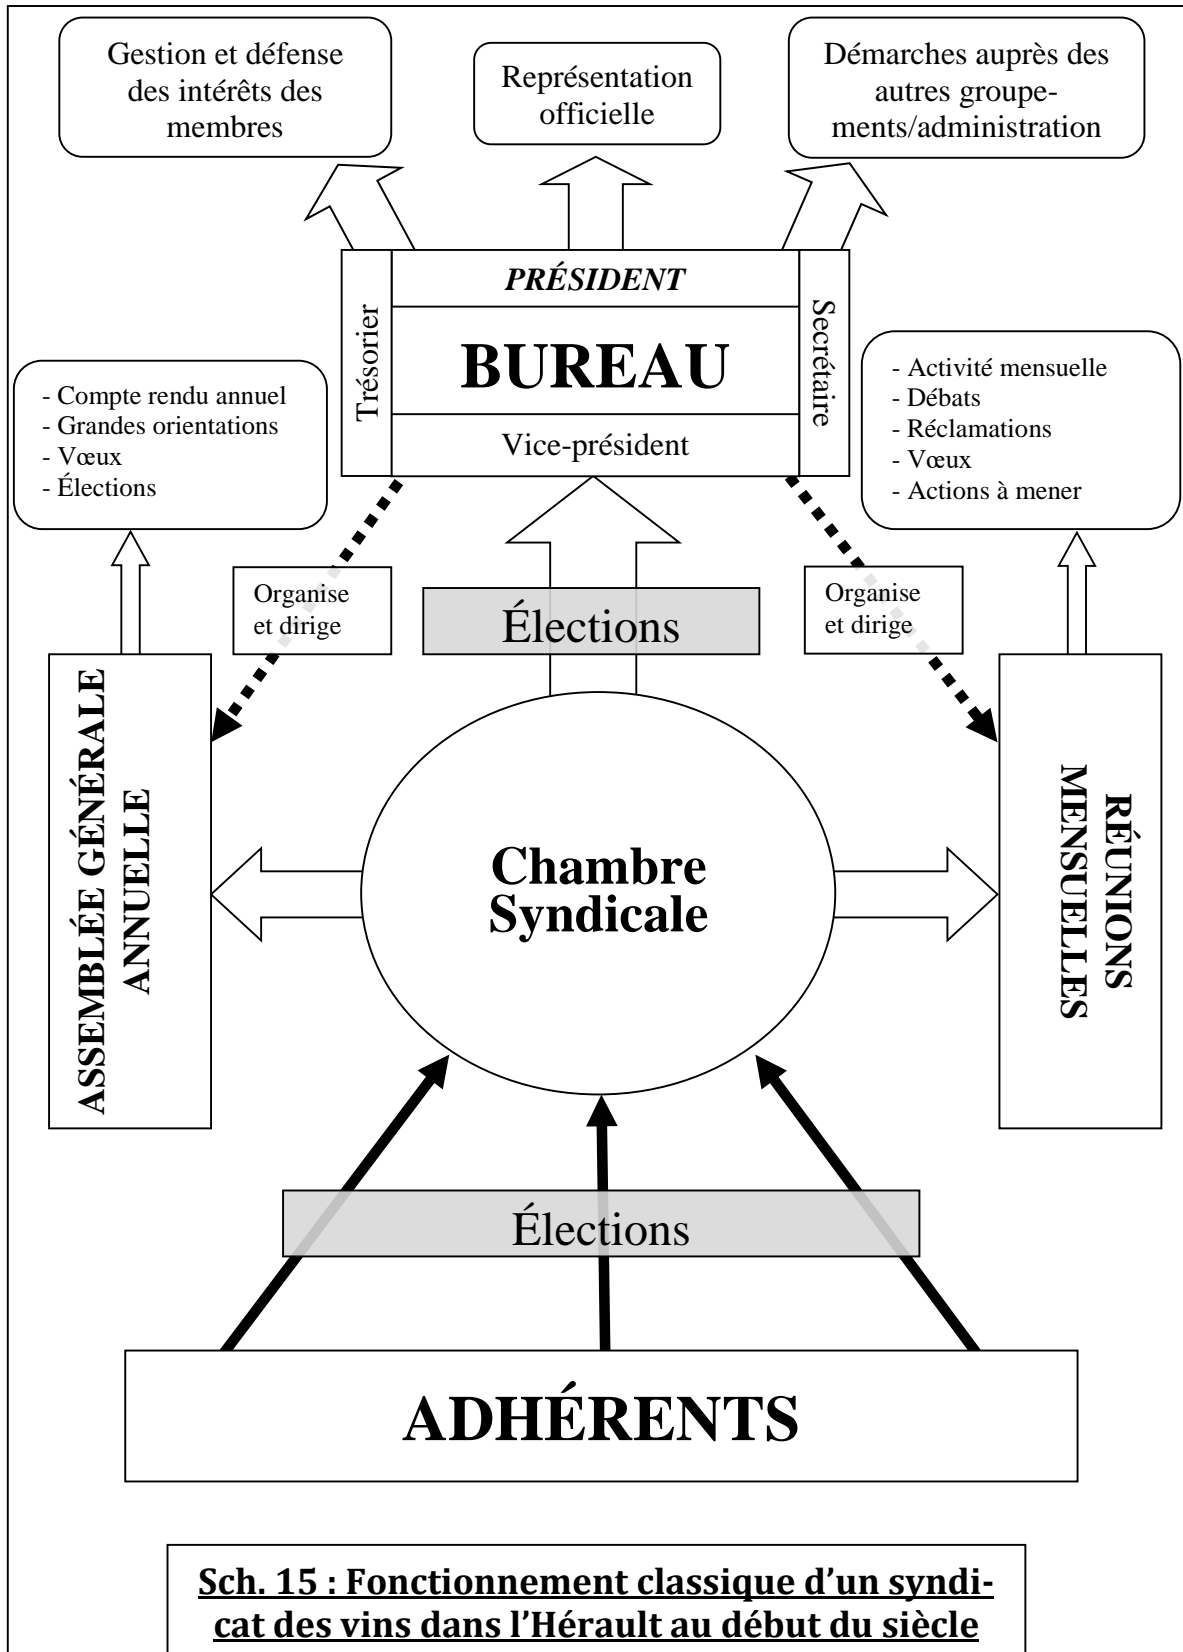 Gestion et défense
des intérêts des
membres
Représentation
officielle
Démarches auprès des
autres groupe-
ments/administration
PRÉSIDENT
Trésorier
BUREAU
Secrétaire
Vice-président
- Compte rendu annuel
- Grandes orientations
- Vœux
- Élections
- Activité mensuelle
- Débats
- Réclamations
- Vœux
- Actions à mener
Organise
et dirige
Élections
Organise
et dirige
ASSEMBLÉE GÉNÉRALE
ANNUELLE
Chambre
Syndicale
RÉUNIONS
MENSUELLES
Élections
ADHÉRENTS
Sch. 15 : Fonctionnement classique d’un syndi-
cat des vins dans l’Hérault au début du siècle